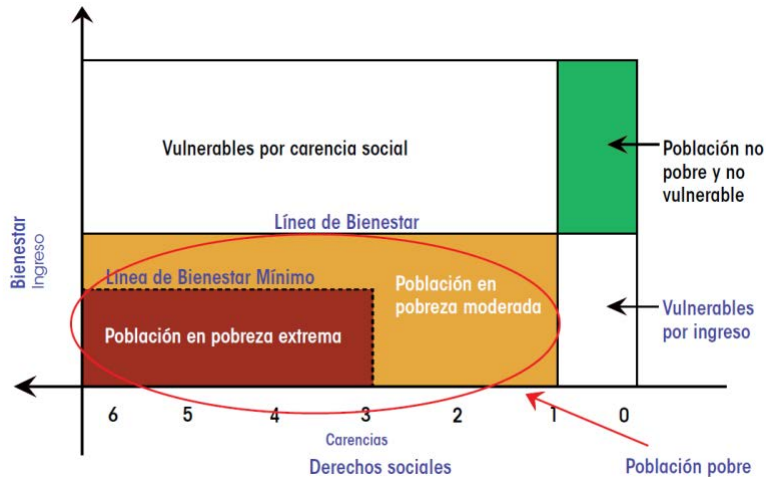 Vulnerables por carencia social
Población no
pobre y no
vulnerable
Línea de Bienestar
Bienestar
Ingreso
Línea de Bienestar Mínimo
Población en
pobreza moderada
Población en pobreza extrema
Vulnerables
por ingreso
6 5 4 3 2 1 0
Carencias
Derechos sociales
Población pobre